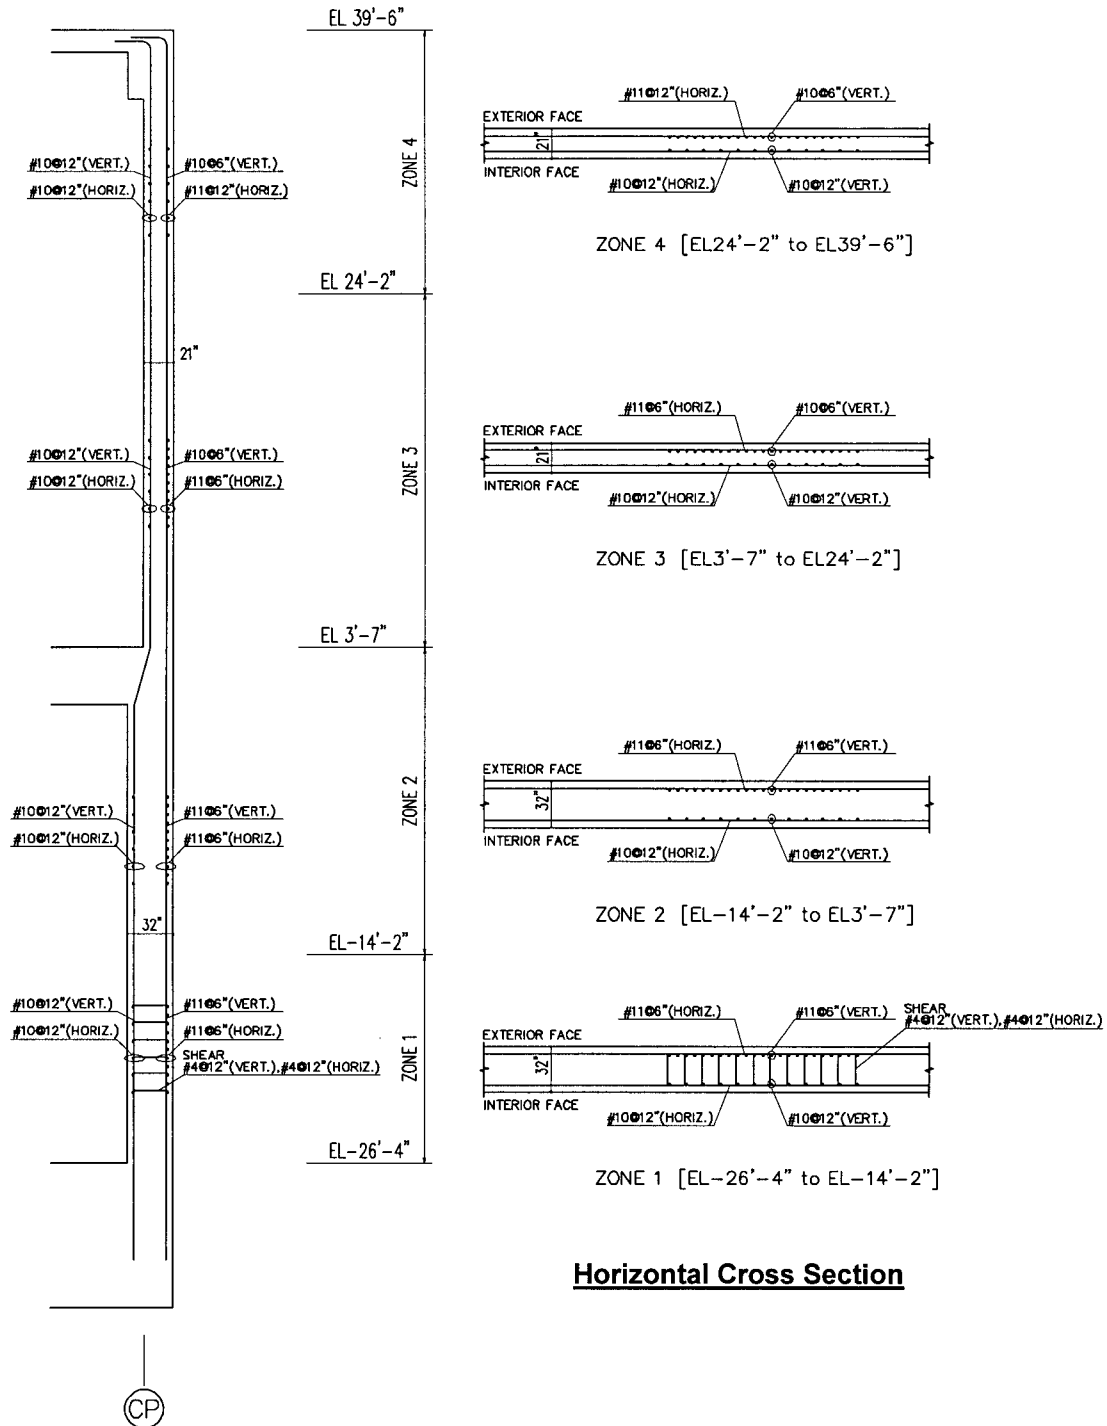 EL 39'-6"
#10@12"(VERT.)
#10@6"(VERT.)
#10@12"(HORIZ.)
#11@12"(HORIZ.)
ZONE 4
EL 24'-2"
21"
#10@12"(VERT.)
#10@6"(VERT.)
#10@12"(HORIZ.)
#11@6"(HORIZ.)
ZONE 3
EL 3'-7"
#10@12"(VERT.)
#11@6"(VERT.)
#10@12"(HORIZ.)
#11@6"(HORIZ.)
ZONE 2
32"
EL-14'-2"
#10@12"(VERT.)
#11@6"(VERT.)
#10@12"(HORIZ.)
#11@6"(HORIZ.)
SHEAR
#4@12"(VERT.),#4@12"(HORIZ.)
ZONE 1
EL-26'-4"
CP
#11@12"(HORIZ.)
#10@6"(VERT.)
EXTERIOR FACE
21"
INTERIOR FACE
#10@12"(HORIZ.)
#10@12"(VERT.)
ZONE 4 [EL24'-2" to EL39'-6"]
#11@6"(HORIZ.)
#10@6"(VERT.)
EXTERIOR FACE
21"
INTERIOR FACE
#10@12"(HORIZ.)
#10@12"(VERT.)
ZONE 3 [EL3'-7" to EL24'-2"]
#11@6"(HORIZ.)
#11@6"(VERT.)
EXTERIOR FACE
32"
INTERIOR FACE
#10@12"(HORIZ.)
#10@12"(VERT.)
ZONE 2 [EL-14'-2" to EL3'-7"]
#11@6"(HORIZ.)
#11@6"(VERT.)
SHEAR
#4@12"(VERT.),#4@12"(HORIZ.)
EXTERIOR FACE
32"
INTERIOR FACE
#10@12"(HORIZ.)
#10@12"(VERT.)
ZONE 1 [EL-26'-4" to EL-14'-2"]
Horizontal Cross Section